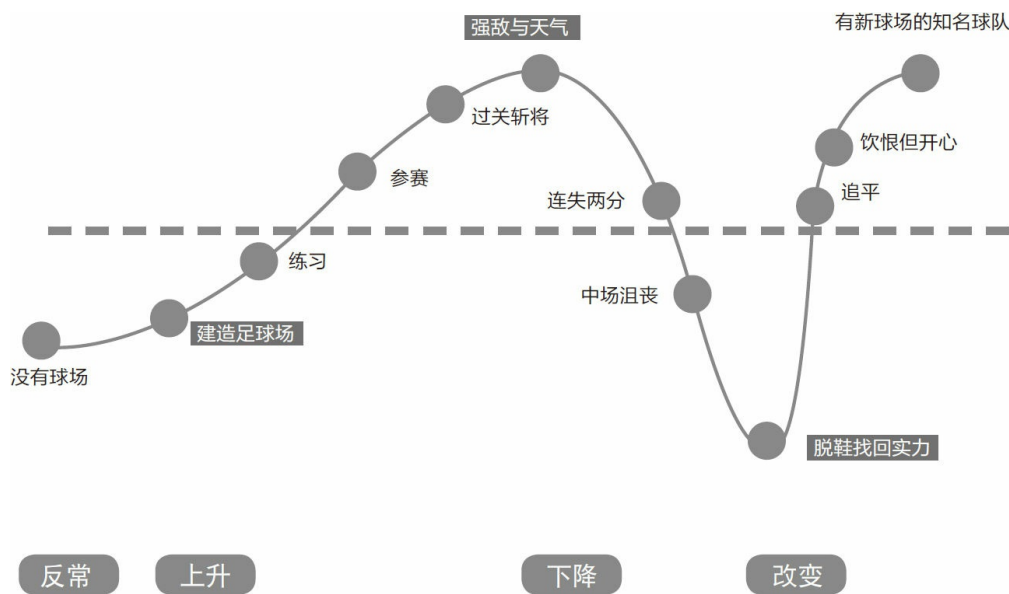 有新球场的知名球队
强敌与天气
过关斩将
饮恨但开心
参赛
追平
连失两分
练习
中场沮丧
建造足球场
没有球场
脱鞋找回实力
反常
上升
下降
改变